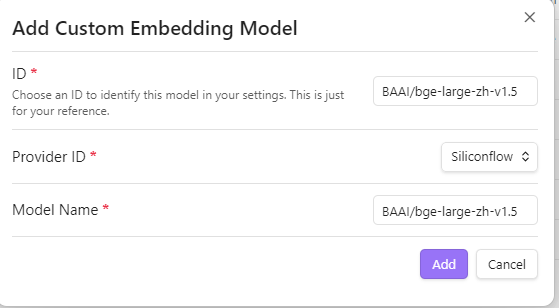 Add Custom Embedding Model
ID *
Choose an ID to identify this model in your settings. This is just
for your reference.
BAAI/bge-large-zh-v1.5
Provider ID *
Siliconflow
Model Name *
BAAI/bge-large-zh-v1.5
Add
Cancel